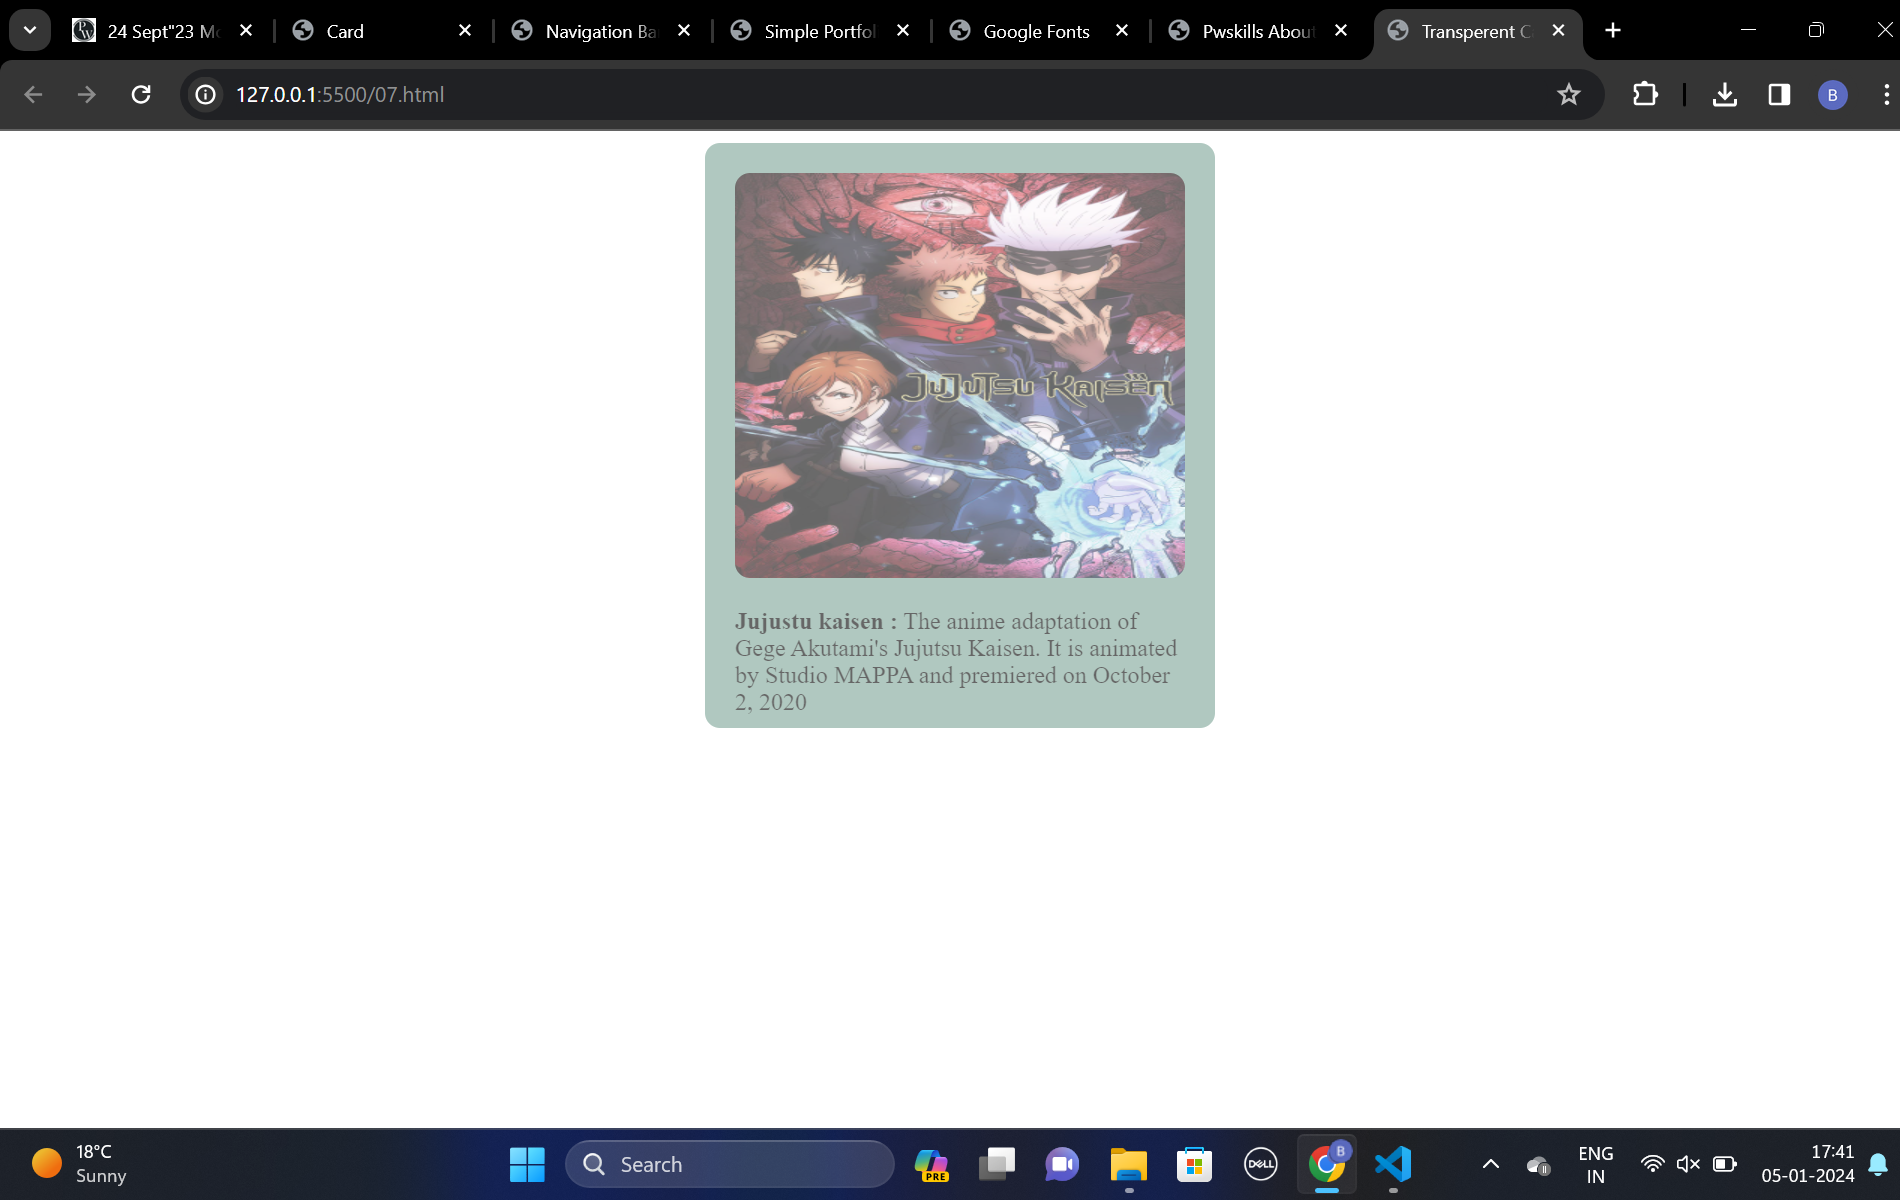 24 Sept"23 Mo
Card
Navigation Ba
Simple Portfol
Google Fonts
Pwskills About
Transperent C
127.0.0.1:5500/07.html
B
JUJUTSU KAISEN
Jujustu kaisen : The anime adaptation of
Gege Akutami's Jujutsu Kaisen. It is animated
by Studio MAPPA and premiered on October
2, 2020
18°C
Sunny
Search
PRE
DELL
B
ENG
IN
17:41
05-01-2024